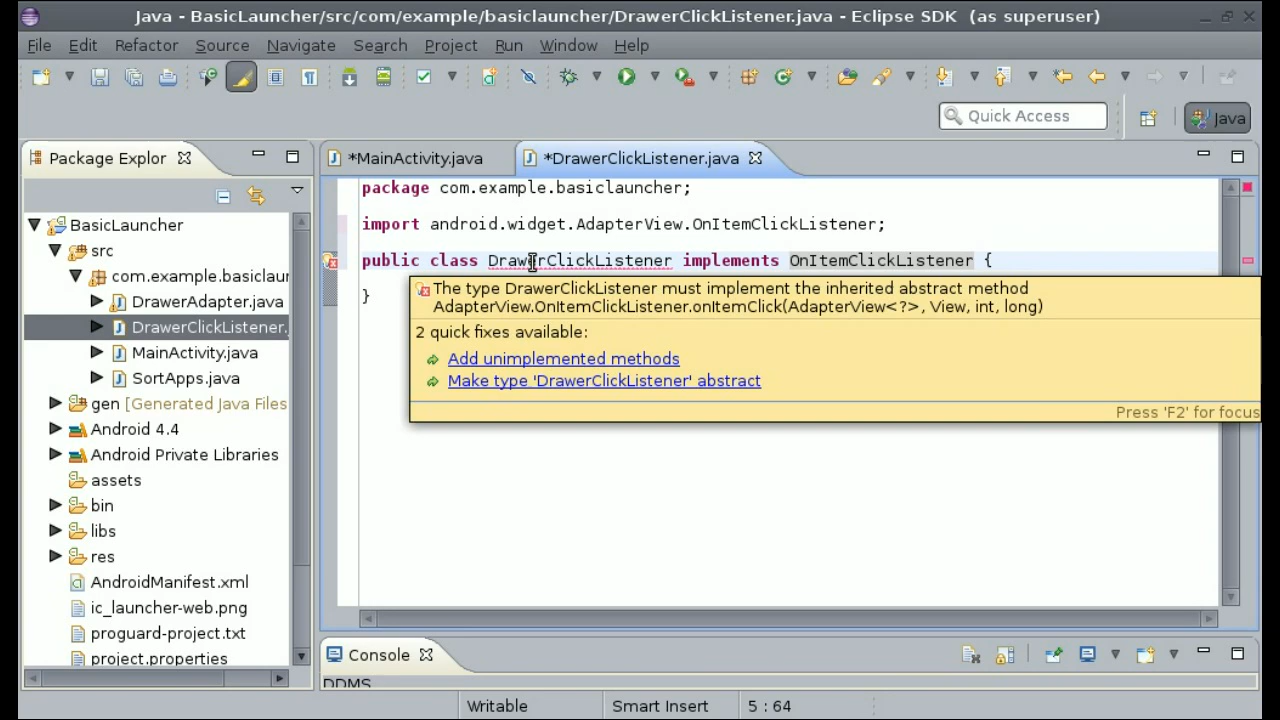 Java - BasicLauncher/src/com/example/basiclauncher/DrawerClickListener.java - Eclipse SDK (as superuser)
File Edit Refactor Source Navigate Search Project Run Window Help
Quick Access
Java
Package Explor
*MainActivity.java
*DrawerClickListener.java
BasicLauncher
src
com.example.basiclaun
DrawerAdapter.java
DrawerClickListener.
MainActivity.java
SortApps.java
gen [Generated Java Files
Android 4.4
Android Private Libraries
assets
bin
libs
res
AndroidManifest.xml
ic_launcher-web.png
proguard-project.txt
project.properties
package com.example.basiclauncher;
import android.widget.AdapterView.OnItemClickListener;
public class DrawerClickListener implements OnItemClickListener {
}
The type DrawerClickListener must implement the inherited abstract method
AdapterView.OnItemClickListener.onItemClick(AdapterView<?>, View, int, long)
2 quick fixes available:
Add unimplemented methods
Make type 'DrawerClickListener' abstract
Press 'F2' for focus
Console
DDMS
Writable
Smart Insert
5 : 64